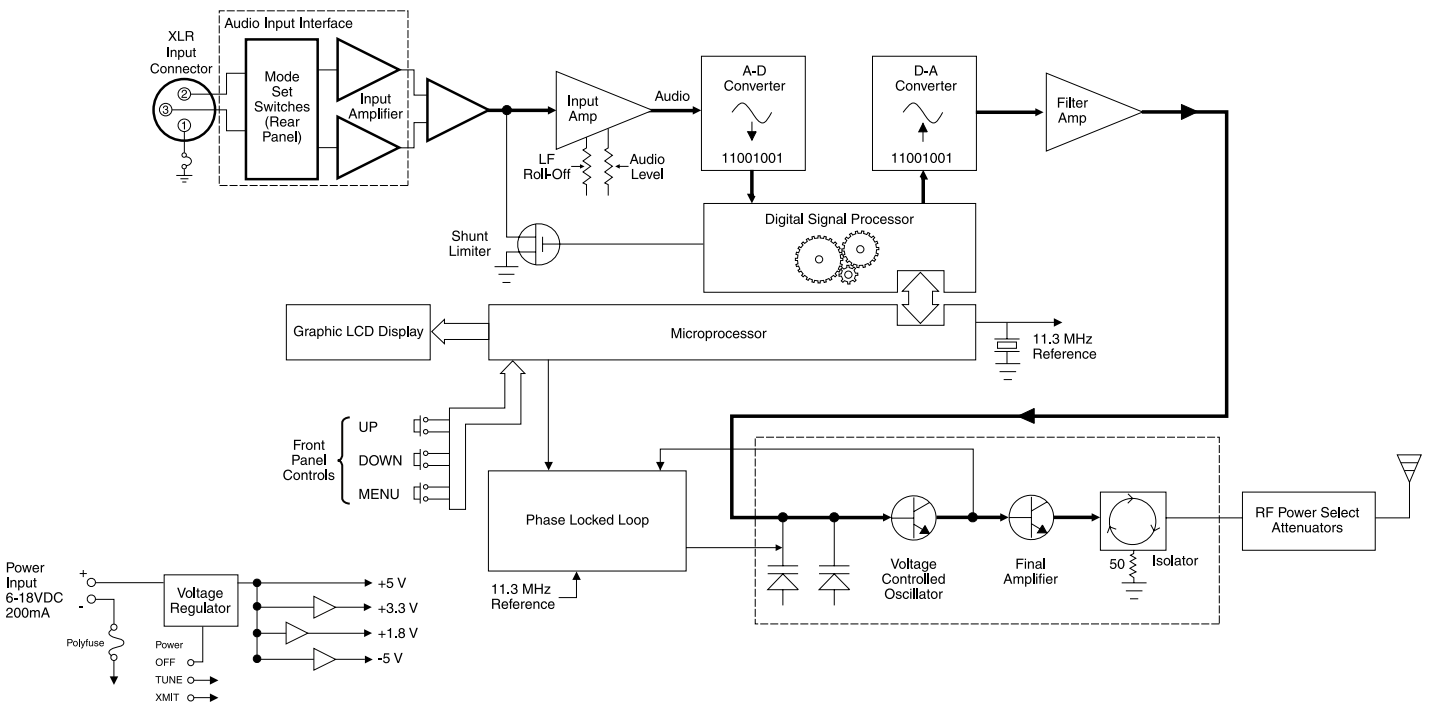 Audio Input Interface
XLR
Input
Connector
2
3
1
Mode
Set
Switches
(Rear
Panel)
Input
Amplifier
Input
Amp
Audio
LF
Roll-Off
Audio
Level
A-D
Converter
11001001
D-A
Converter
11001001
Filter
Amp
Digital Signal Processor
Shunt
Limiter
Graphic LCD Display
Microprocessor
11.3 MHz
Reference
Front
Panel
Controls
UP
DOWN
MENU
Phase Locked Loop
11.3 MHz
Reference
Voltage
Controlled
Oscillator
Final
Amplifier
50
Isolator
RF Power Select
Attenuators
Power
Input
6-18VDC
200mA
+
-
Polyfuse
Voltage
Regulator
Power
OFF
TUNE
XMIT
+5 V
+3.3 V
+1.8 V
-5 V